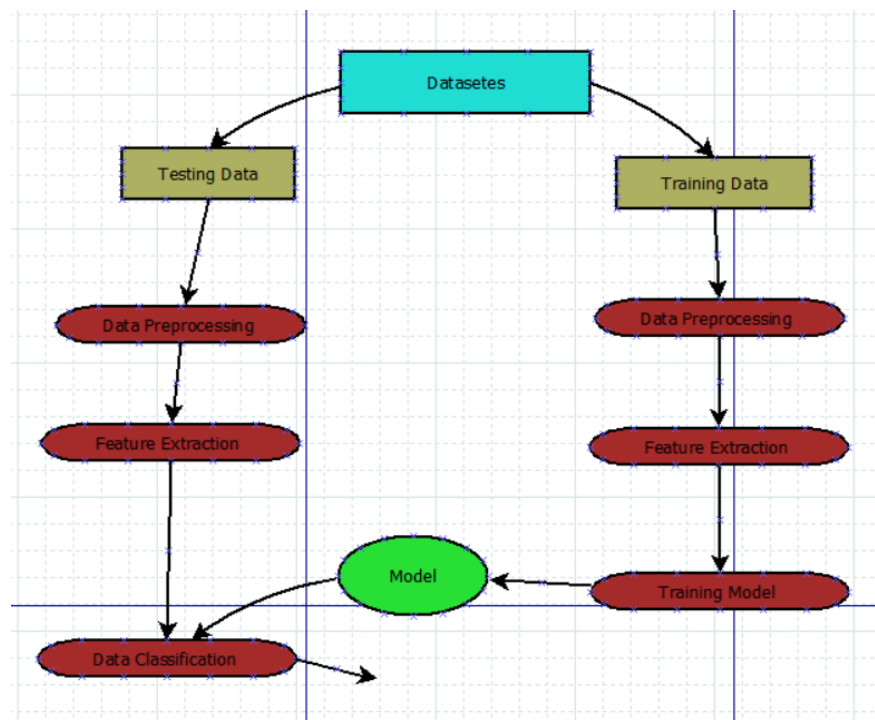 Datasetes
Testing Data
Training Data
Data Preprocessing
Data Preprocessing
Feature Extraction
Feature Extraction
Model
Training Model
Data Classification